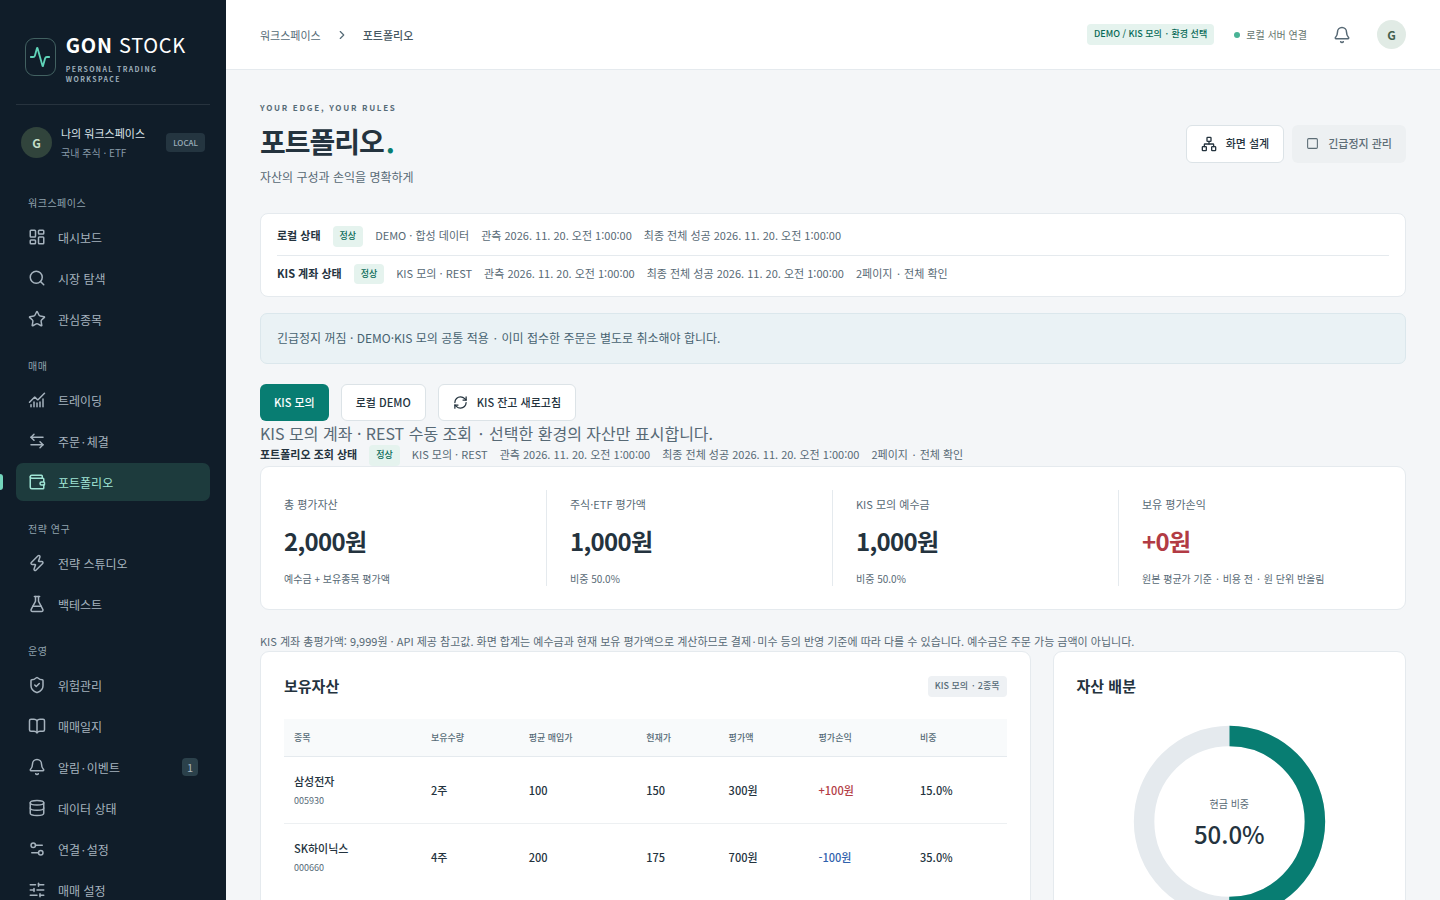 GON STOCK
PERSONAL TRADING
WORKSPACE
G
나의 워크스페이스
국내 주식 · ETF
LOCAL
워크스페이스
대시보드
시장 탐색
관심종목
매매
트레이딩
주문·체결
포트폴리오
전략 연구
전략 스튜디오
백테스트
운영
위험관리
매매일지
알림·이벤트
1
데이터 상태
연결·설정
매매 설정
워크스페이스
포트폴리오
DEMO / KIS 모의 · 환경 선택
로컬 서버 연결
G
YOUR EDGE, YOUR RULES
포트폴리오.
자산의 구성과 손익을 명확하게
화면 설계
긴급정지 관리
로컬 상태 정상 DEMO · 합성 데이터 관측 2026. 11. 20. 오전 1:00:00 최종 전체 성공 2026. 11. 20. 오전 1:00:00
KIS 계좌 상태 정상 KIS 모의 · REST 관측 2026. 11. 20. 오전 1:00:00 최종 전체 성공 2026. 11. 20. 오전 1:00:00 2페이지 · 전체 확인
긴급정지 꺼짐 · DEMO·KIS 모의 공통 적용 · 이미 접수한 주문은 별도로 취소해야 합니다.
KIS 모의
로컬 DEMO
KIS 잔고 새로고침
KIS 모의 계좌 · REST 수동 조회 · 선택한 환경의 자산만 표시합니다.
포트폴리오 조회 상태 정상 KIS 모의 · REST 관측 2026. 11. 20. 오전 1:00:00 최종 전체 성공 2026. 11. 20. 오전 1:00:00 2페이지 · 전체 확인
총 평가자산
2,000원
예수금 + 보유종목 평가액
주식·ETF 평가액
1,000원
비중 50.0%
KIS 모의 예수금
1,000원
비중 50.0%
보유 평가손익
+0원
원본 평균가 기준 · 비용 전 · 원 단위 반올림
KIS 계좌 총평가액: 9,999원 · API 제공 참고값. 화면 합계는 예수금과 현재 보유 평가액으로 계산하므로 결제·미수 등의 반영 기준에 따라 다를 수 있습니다. 예수금은 주문 가능 금액이 아닙니다.
보유자산
KIS 모의 · 2종목
종목 보유수량 평균 매입가 현재가 평가액 평가손익 비중
삼성전자
005930
2주 100 150 300원 +100원 15.0%
SK하이닉스
000660
4주 200 175 700원 -100원 35.0%
자산 배분
현금 비중
50.0%